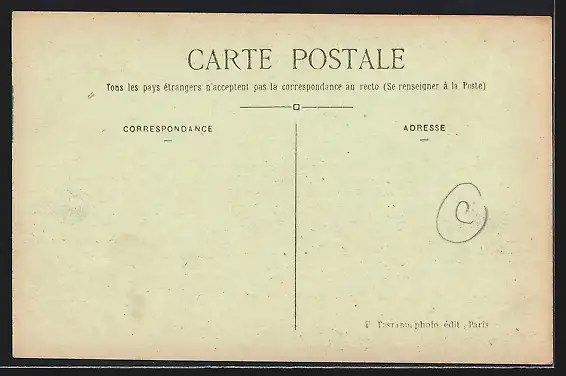 CARTE POSTALE
Tous les pays étrangers n'acceptent pas la correspondance au recto (Se renseigner à la Poste)
CORRESPONDANCE
ADRESSE
C
photo.-édit., Paris